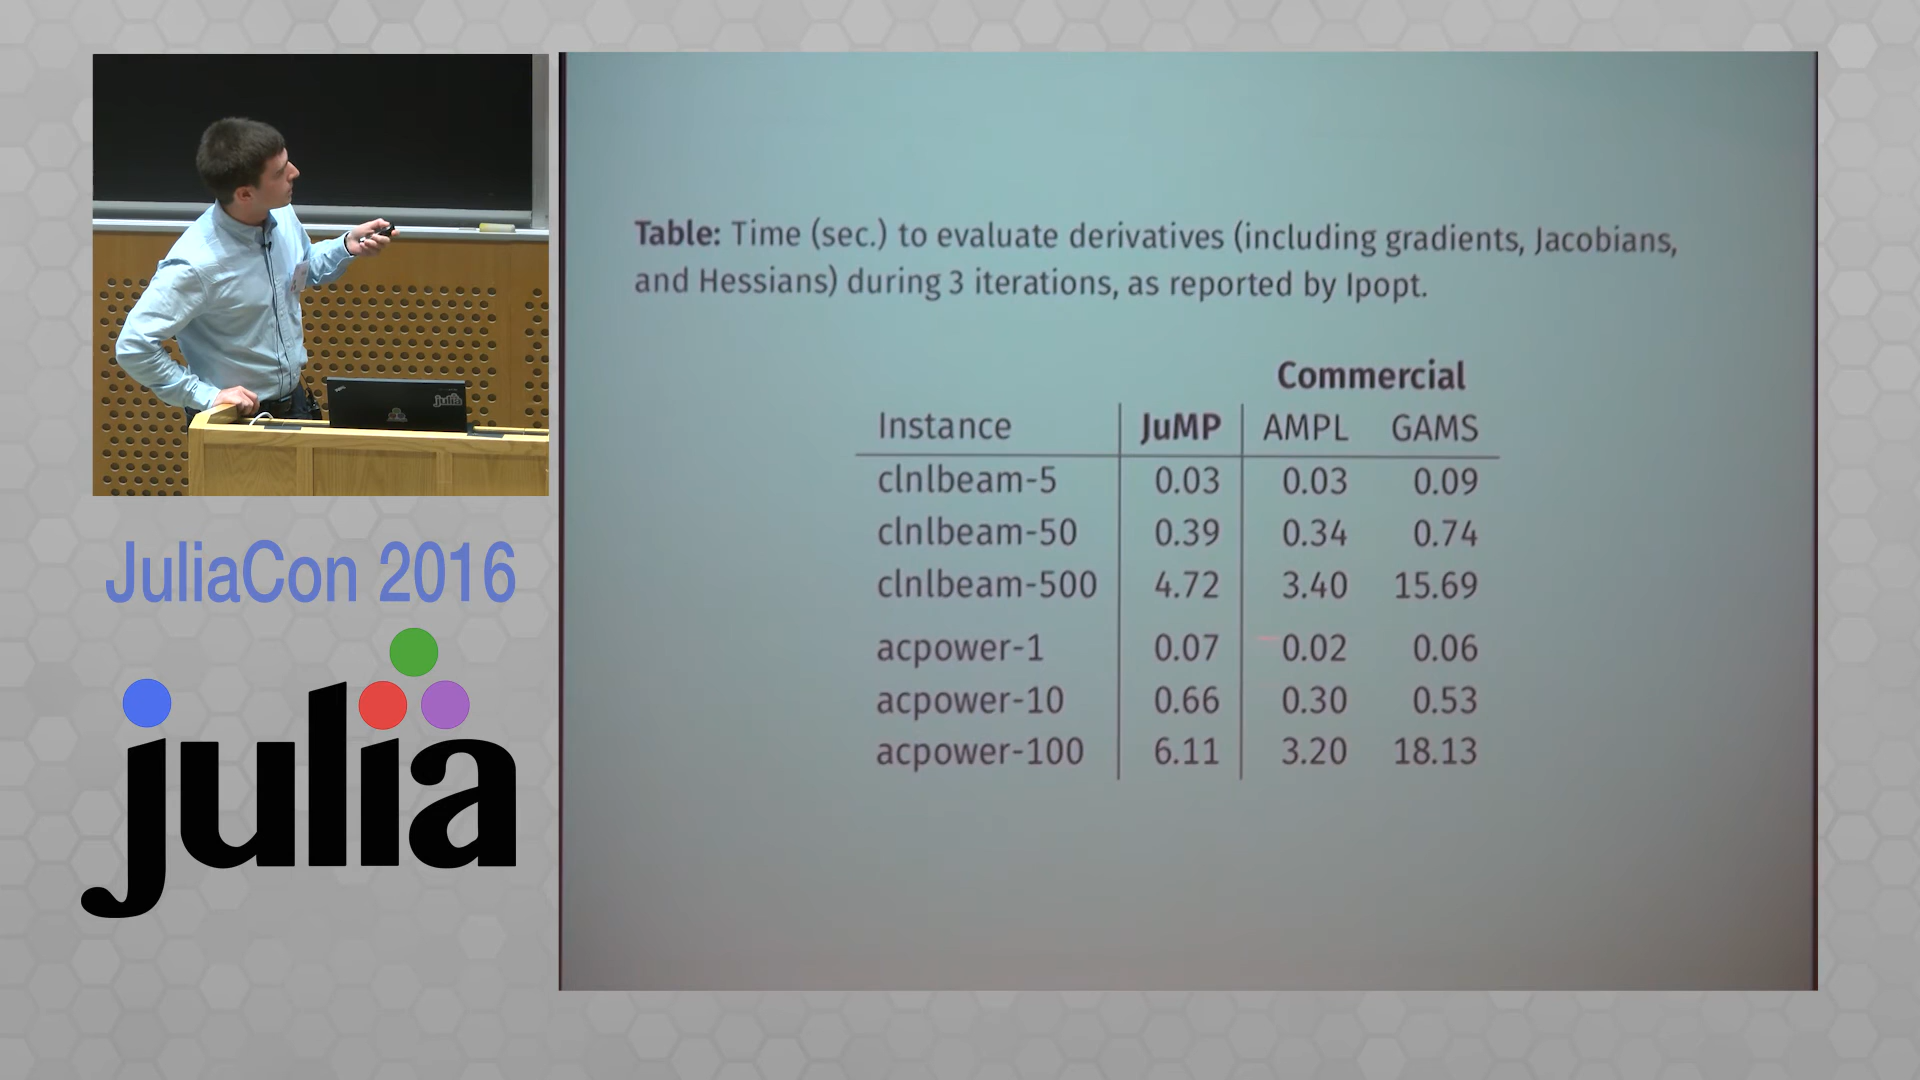 JuliaCon 2016
julia
julia
Table: Time (sec.) to evaluate derivatives (including gradients, Jacobians,
and Hessians) during 3 iterations, as reported by Ipopt.
Commercial
Instance JuMP AMPL GAMS
clnlbeam-5 0.03 0.03 0.09
clnlbeam-50 0.39 0.34 0.74
clnlbeam-500 4.72 3.40 15.69
acpower-1 0.07 0.02 0.06
acpower-10 0.66 0.30 0.53
acpower-100 6.11 3.20 18.13